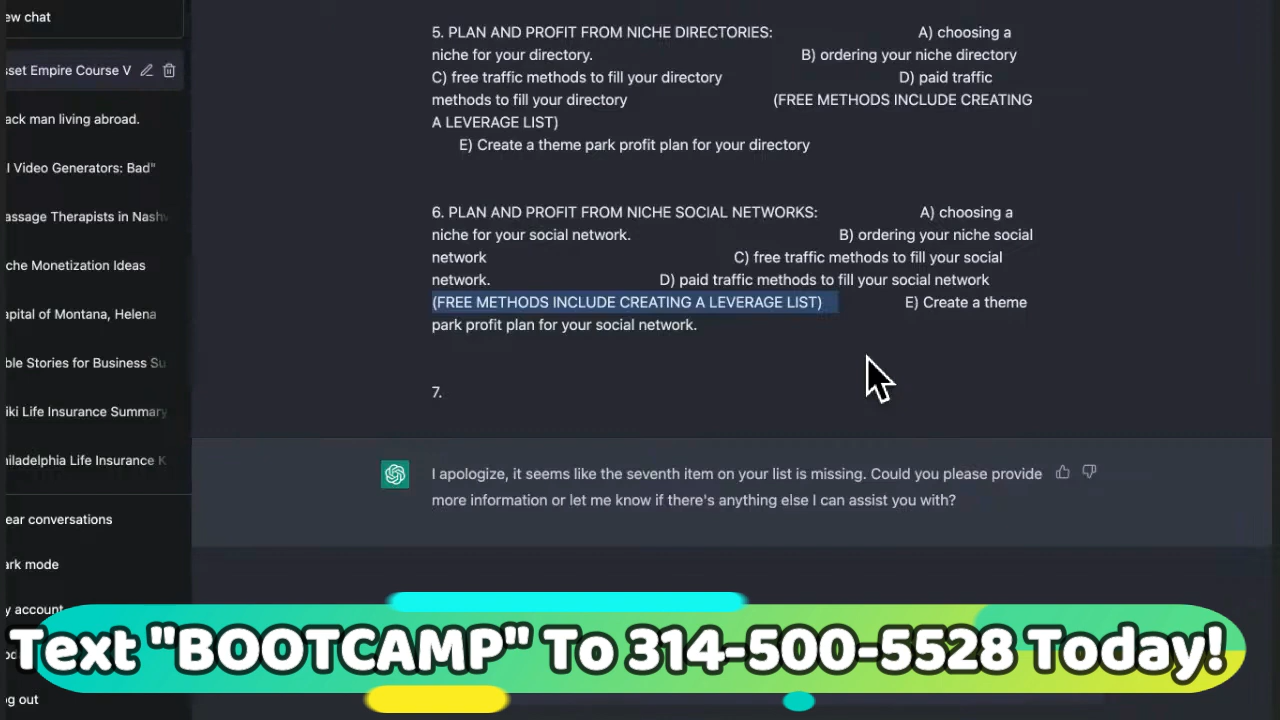 ew chat
sset Empire Course V
ack man living abroad.
l Video Generators: Bad"
assage Therapists in Nashv
che Monetization Ideas
apital of Montana, Helena
ble Stories for Business Su
iki Life Insurance Summary
hiladelphia Life Insurance K
ear conversations
ark mode
y account
og out
5. PLAN AND PROFIT FROM NICHE DIRECTORIES: A) choosing a
niche for your directory. B) ordering your niche directory
C) free traffic methods to fill your directory D) paid traffic
methods to fill your directory (FREE METHODS INCLUDE CREATING
A LEVERAGE LIST)
E) Create a theme park profit plan for your directory
6. PLAN AND PROFIT FROM NICHE SOCIAL NETWORKS: A) choosing a
niche for your social network. B) ordering your niche social
network C) free traffic methods to fill your social
network. D) paid traffic methods to fill your social network
(FREE METHODS INCLUDE CREATING A LEVERAGE LIST) E) Create a theme
park profit plan for your social network.
7.
I apologize, it seems like the seventh item on your list is missing. Could you please provide
more information or let me know if there's anything else I can assist you with?
Text "BOOTCAMP" To 314-500-5528 Today!